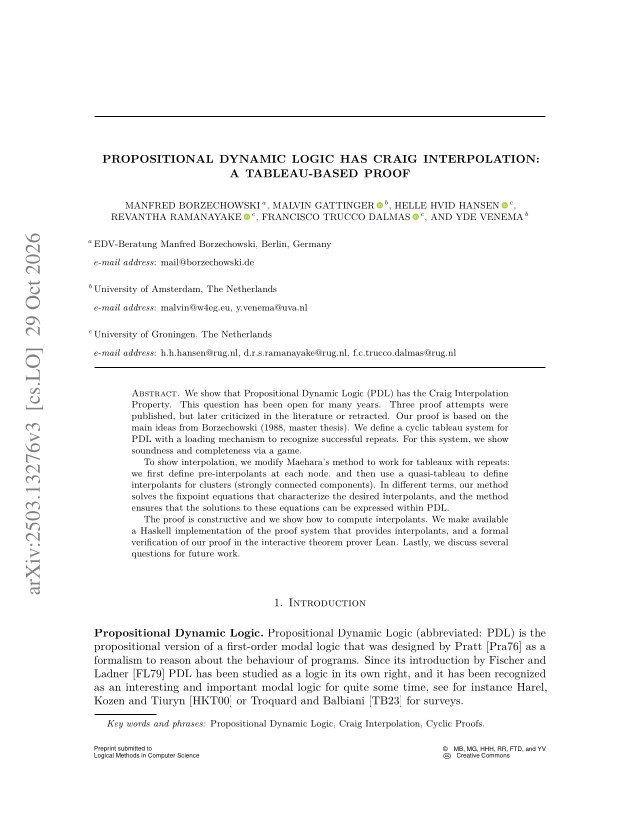 PROPOSITIONAL DYNAMIC LOGIC HAS CRAIG INTERPOLATION:
A TABLEAU-BASED PROOF
MANFRED BORZECHOWSKI a, MALVIN GATTINGER b, HELLE HVID HANSEN c,
REVANTHA RAMANAYAKE c, FRANCISCO TRUCCO DALMAS c, AND YDE VENEMA b
a EDV-Beratung Manfred Borzechowski, Berlin, Germany
e-mail address: mail@borzechowski.de
b University of Amsterdam, The Netherlands
e-mail address: malvin@w4eg.eu, y.venema@uva.nl
c University of Groningen, The Netherlands
e-mail address: h.h.hansen@rug.nl, d.r.s.ramanayake@rug.nl, f.c.trucco.dalmas@rug.nl
ABSTRACT. We show that Propositional Dynamic Logic (PDL) has the Craig Interpolation
Property. This question has been open for many years. Three proof attempts were
published, but later criticized in the literature or retracted. Our proof is based on the
main ideas from Borzechowski (1988, master thesis). We define a cyclic tableau system for
PDL with a loading mechanism to recognize successful repeats. For this system, we show
soundness and completeness via a game.
To show interpolation, we modify Maehara's method to work for tableaux with repeats:
we first define pre-interpolants at each node, and then use a quasi-tableau to define
interpolants for clusters (strongly connected components). In different terms, our method
solves the fixpoint equations that characterize the desired interpolants, and the method
ensures that the solutions to these equations can be expressed within PDL.
The proof is constructive and we show how to compute interpolants. We make available
a Haskell implementation of the proof system that provides interpolants, and a formal
verification of our proof in the interactive theorem prover Lean. Lastly, we discuss several
questions for future work.
1. INTRODUCTION
Propositional Dynamic Logic. Propositional Dynamic Logic (abbreviated: PDL) is the
propositional version of a first-order modal logic that was designed by Pratt [Pra76] as a
formalism to reason about the behaviour of programs. Since its introduction by Fischer and
Ladner [FL79] PDL has been studied as a logic in its own right, and it has been recognized
as an interesting and important modal logic for quite some time, see for instance Harel,
Kozen and Tiuryn [HKT00] or Troquard and Balbiani [TB23] for surveys.
Key words and phrases: Propositional Dynamic Logic, Craig Interpolation, Cyclic Proofs.
Preprint submitted to
Logical Methods in Computer Science
© MB, MG, HHH, RR, FTD, and YV
Creative Commons
arXiv:2503.13276v3 [cs.LO] 29 Oct 2026